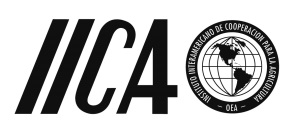 IICA
INSTITUTO INTERAMERICANO DE COOPERACION PARA LA AGRICULTURA
- OEA -